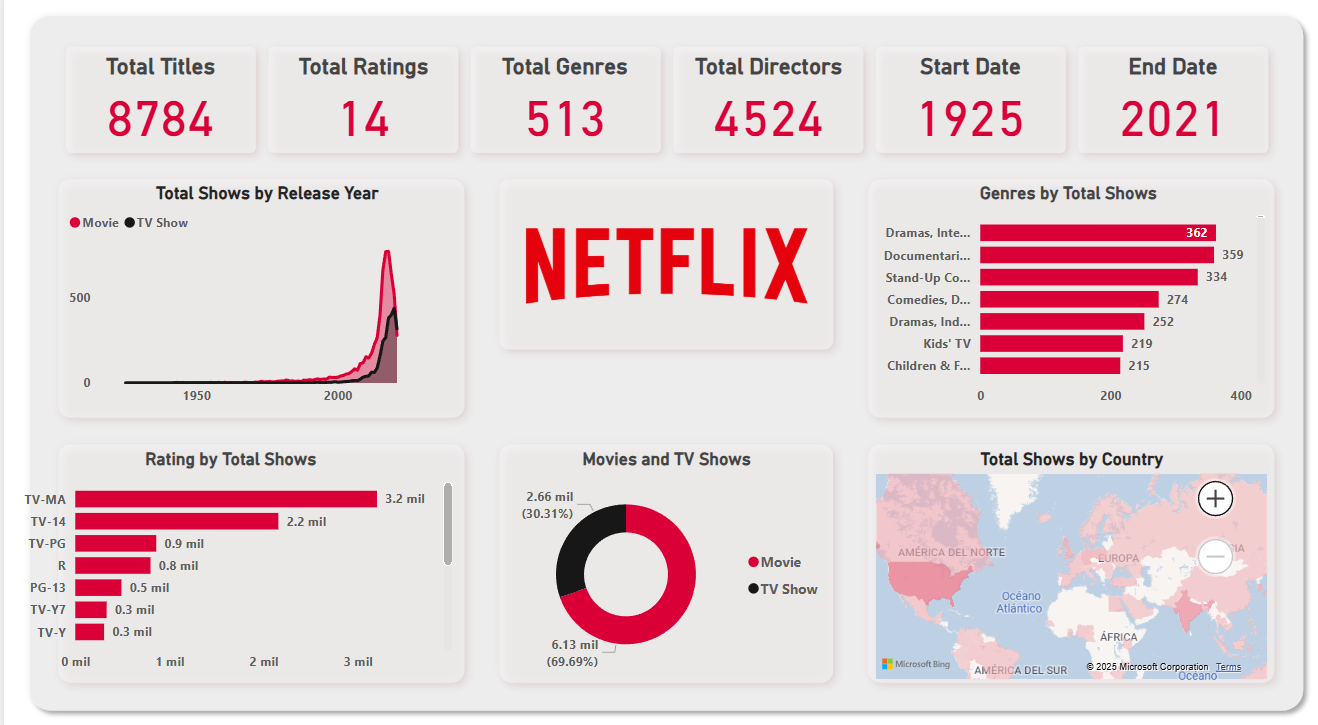 Total Titles
8784
Total Ratings
14
Total Genres
513
Total Directors
4524
Start Date
1925
End Date
2021
Total Shows by Release Year
Movie TV Show
500
0
1950 2000
NETFLIX
Genres by Total Shows
Dramas, Inte... 362
Documentari... 359
Stand-Up Co... 334
Comedies, D... 274
Dramas, Ind... 252
Kids' TV 219
Children & F... 215
0 200 400
Rating by Total Shows
TV-MA 3.2 mil
TV-14 2.2 mil
TV-PG 0.9 mil
R 0.8 mil
PG-13 0.5 mil
TV-Y7 0.3 mil
TV-Y 0.3 mil
0 mil 1 mil 2 mil 3 mil
Movies and TV Shows
2.66 mil
(30.31%)
6.13 mil
(69.69%)
Movie
TV Show
Total Shows by Country
AMÉRICA DEL NORTE
EUROPA
IA
Océano
Atlántico
ÁFRICA
AMÉRICA DEL SUR
Microsoft Bing
© 2025 Microsoft Corporation Terms
Océano